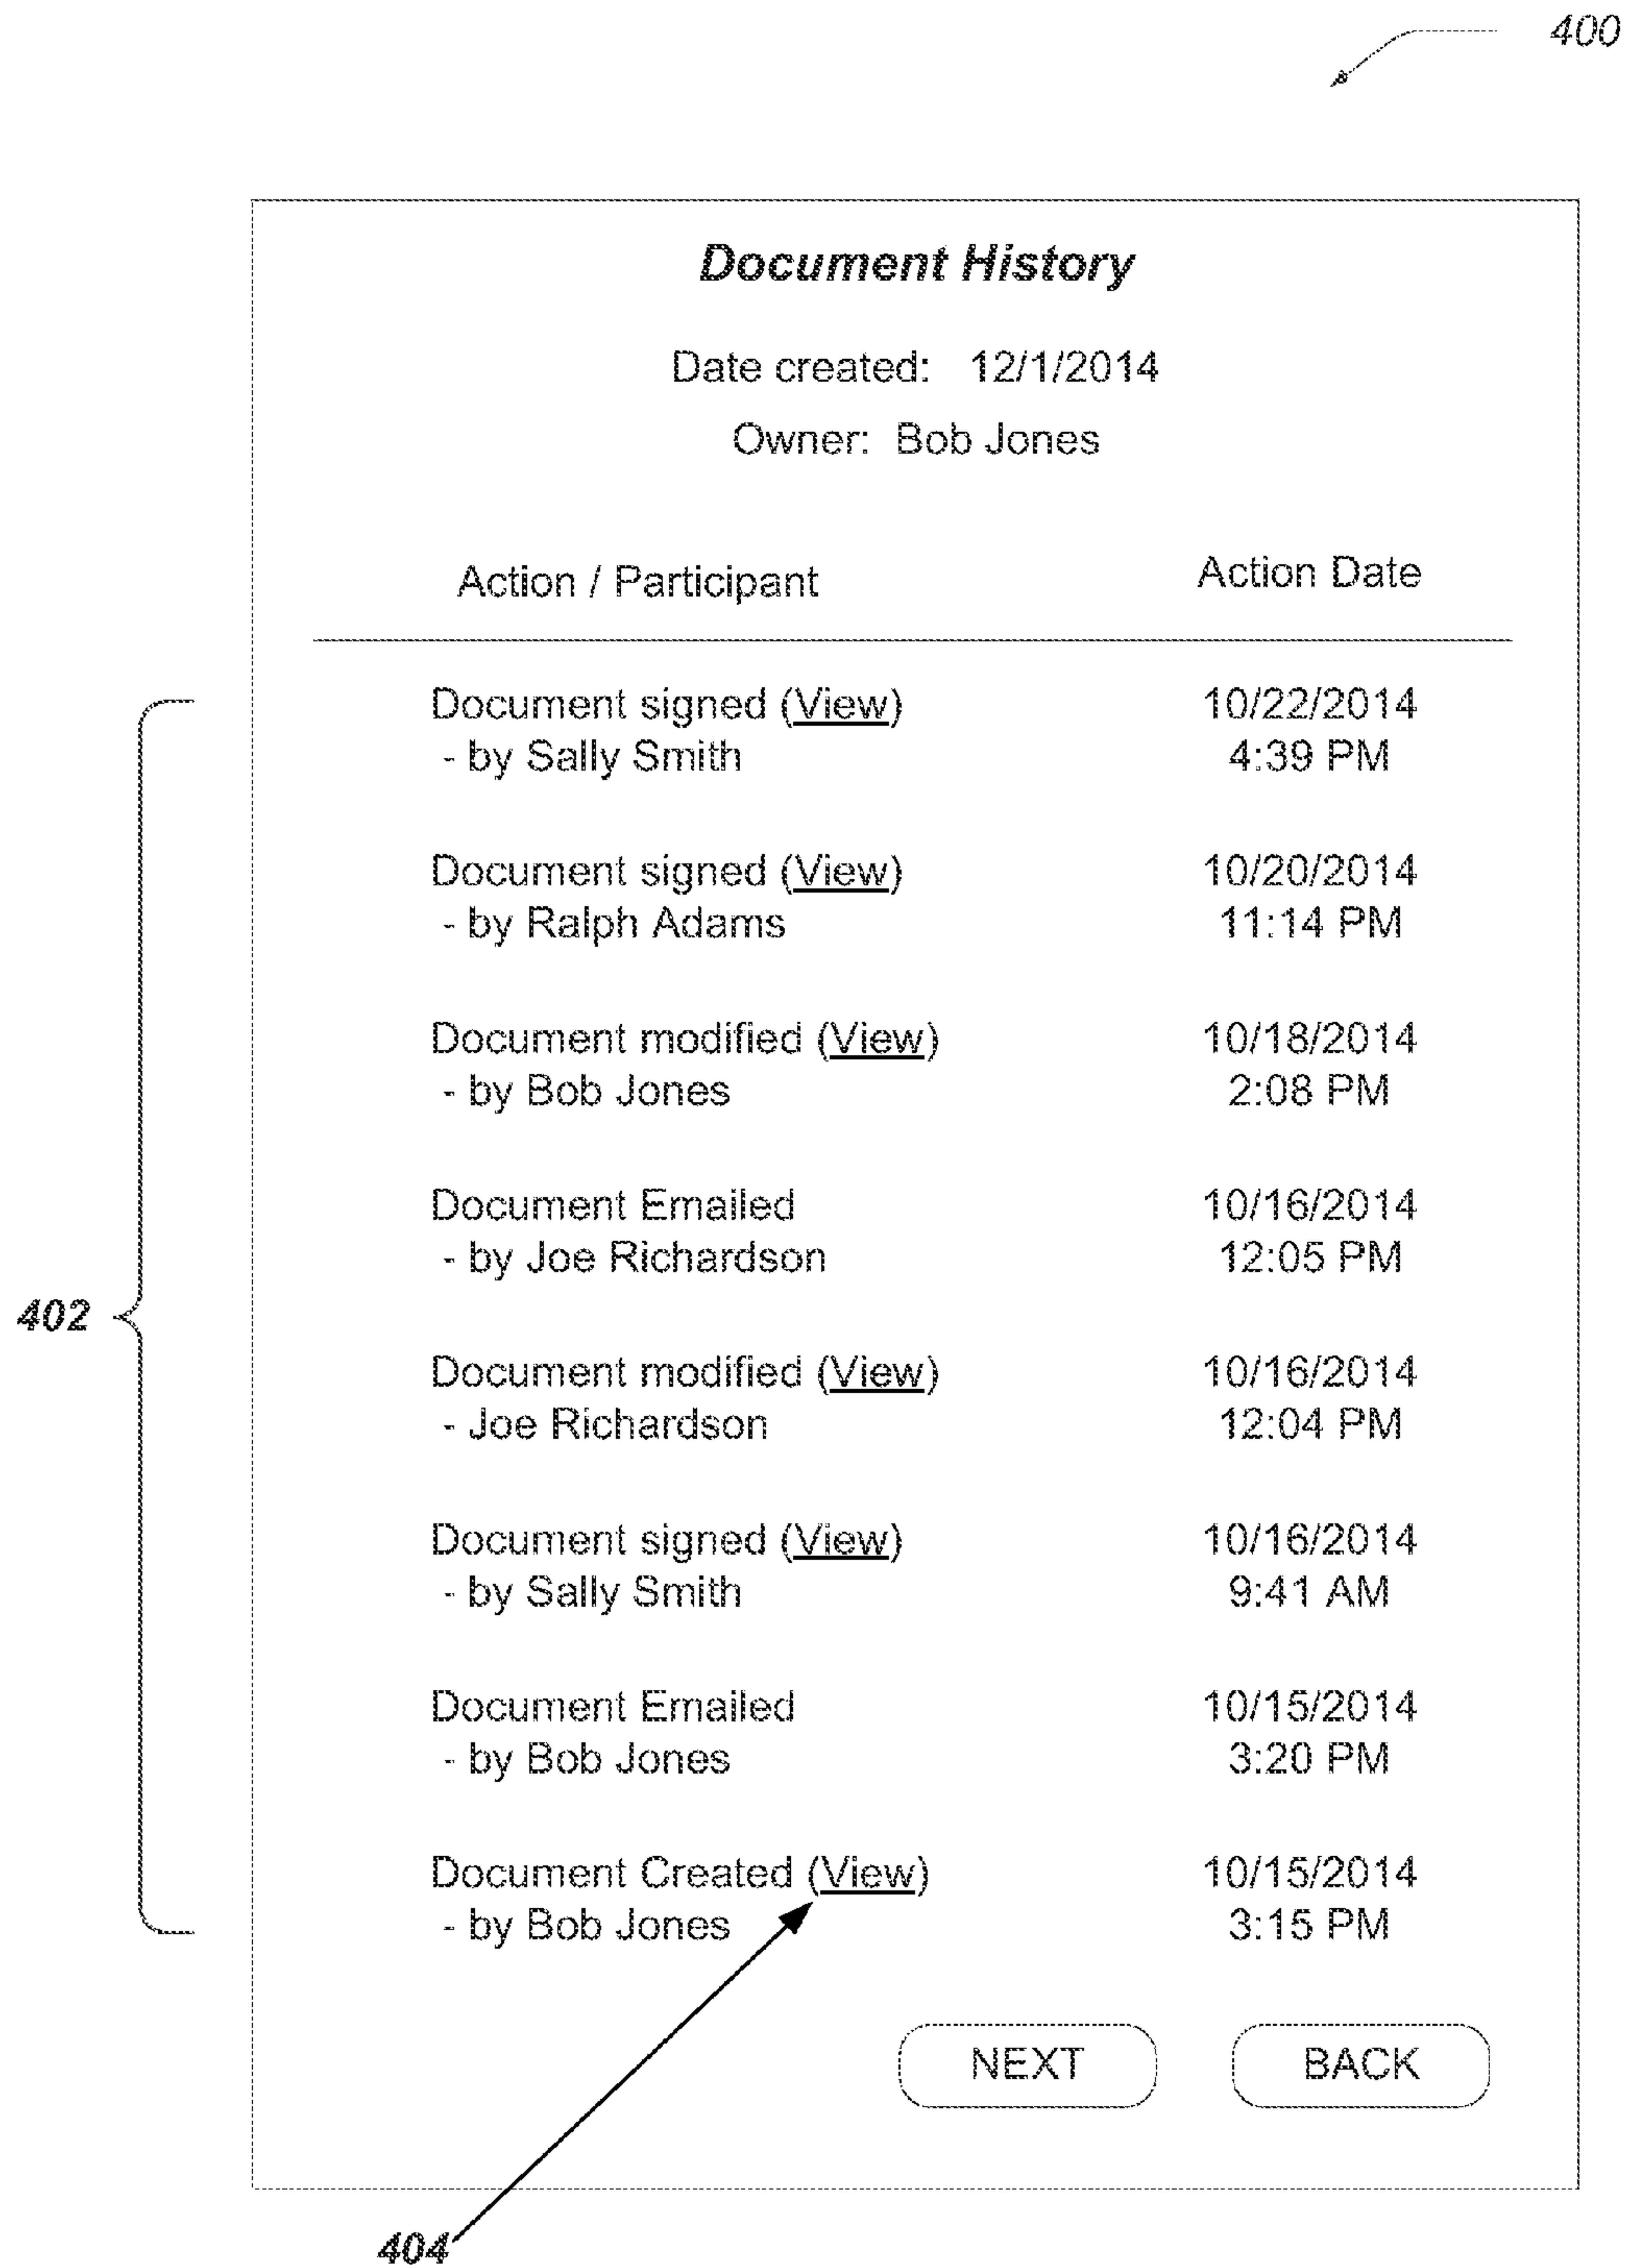 400
Document History
Date created: 12/1/2014
Owner: Bob Jones
Action / Participant Action Date
Document signed (View) 10/22/2014
- by Sally Smith 4:39 PM
Document signed (View) 10/20/2014
- by Ralph Adams 11:14 PM
Document modified (View) 10/18/2014
- by Bob Jones 2:08 PM
Document Emailed 10/16/2014
- by Joe Richardson 12:05 PM
402
Document modified (View) 10/16/2014
- Joe Richardson 12:04 PM
Document signed (View) 10/16/2014
- by Sally Smith 9:41 AM
Document Emailed 10/15/2014
- by Bob Jones 3:20 PM
Document Created (View) 10/15/2014
- by Bob Jones 3:15 PM
NEXT BACK
404